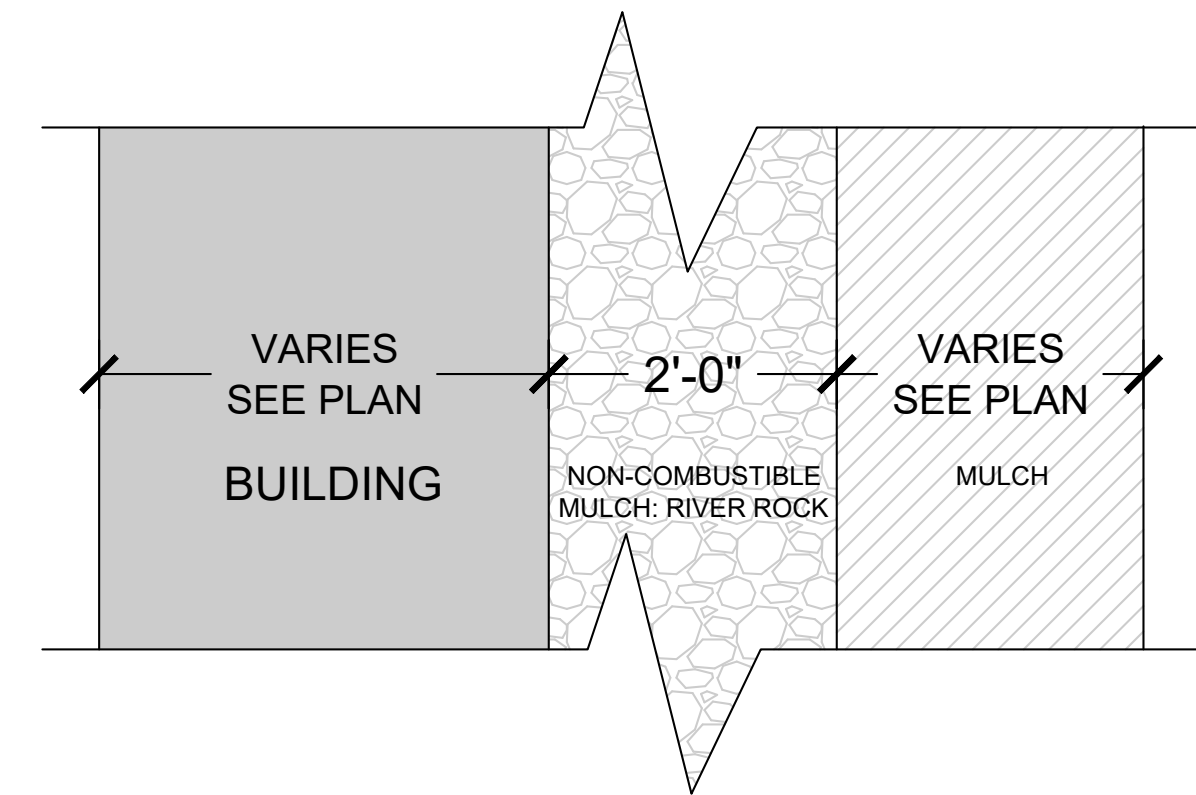 VARIES
SEE PLAN
BUILDING
2'-0"
NON-COMBUSTIBLE
MULCH: RIVER ROCK
VARIES
SEE PLAN
MULCH